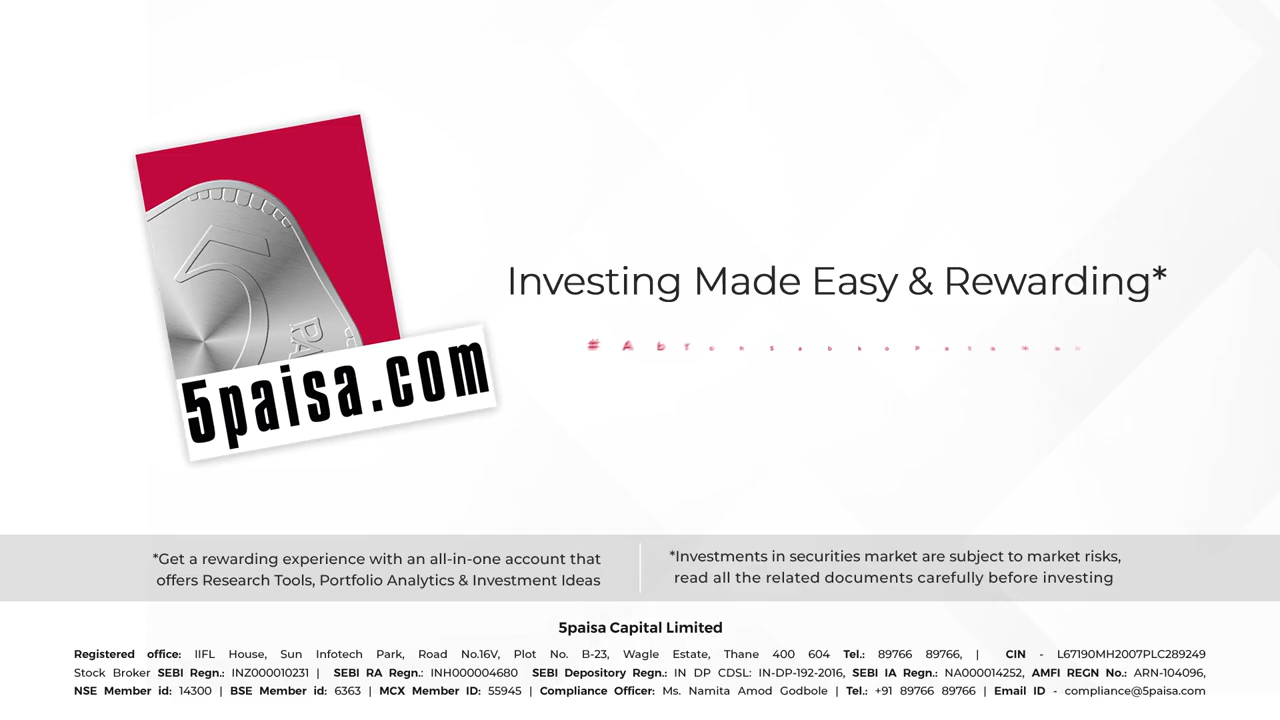 5
PA
5paisa.com
Investing Made Easy & Rewarding*
#AbTohSabkoPataHai
*Get a rewarding experience with an all-in-one account that
offers Research Tools, Portfolio Analytics & Investment Ideas
*Investments in securities market are subject to market risks,
read all the related documents carefully before investing
5paisa Capital Limited
Registered office: IIFL House, Sun Infotech Park, Road No.16V, Plot No. B-23, Wagle Estate, Thane 400 604 Tel.: 89766 89766, | CIN - L67190MH2007PLC289249
Stock Broker SEBI Regn.: INZ000010231 | SEBI RA Regn.: INH000004680 SEBI Depository Regn.: IN DP CDSL: IN-DP-192-2016, SEBI IA Regn.: NA000014252, AMFI REGN No.: ARN-104096,
NSE Member id: 14300 | BSE Member id: 6363 | MCX Member ID: 55945 | Compliance Officer: Ms. Namita Amod Godbole | Tel.: +91 89766 89766 | Email ID - compliance@5paisa.com